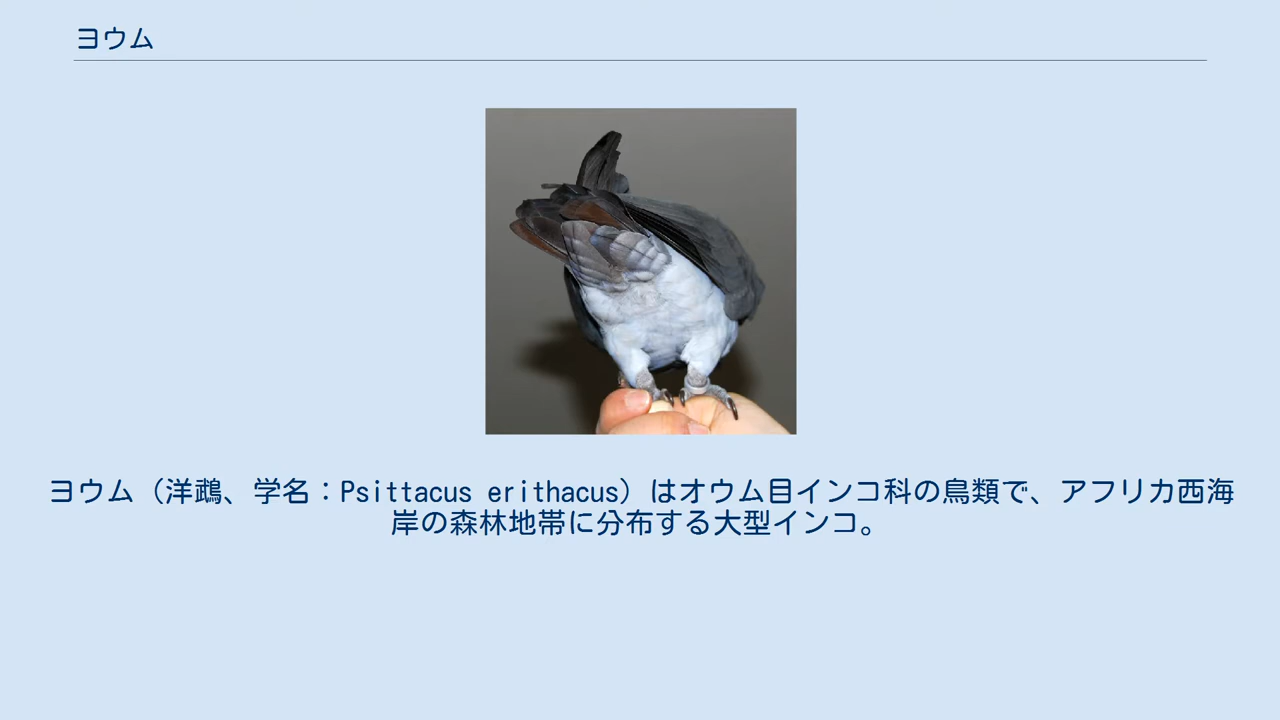 ヨウム
ヨウム（洋鵡、学名：Psittacus erithacus）はオウム目インコ科の鳥類で、アフリカ西海
岸の森林地帯に分布する大型インコ。